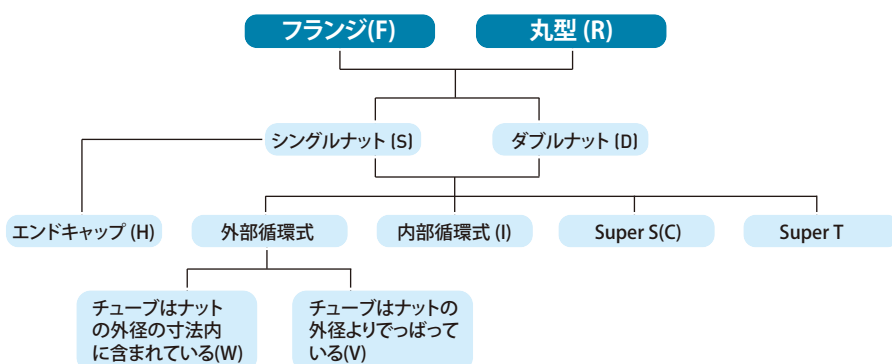 フランジ(F)
丸型 (R)
シングルナット (S)
ダブルナット (D)
エンドキャップ (H)
外部循環式
内部循環式 (I)
Super S(C)
Super T
チューブはナット
の外径の寸法内
に含まれている(W)
チューブはナットの
外径よりでっぱって
いる(V)